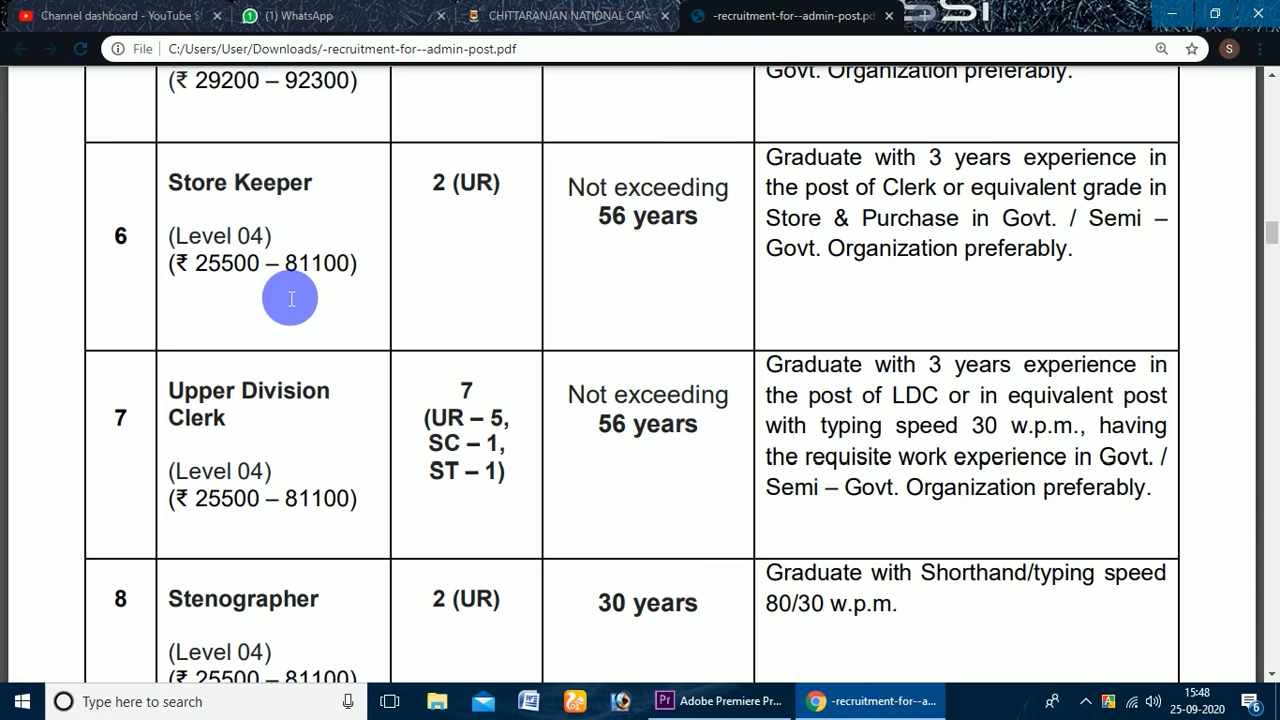 Channel dashboard - YouTube S
(1) WhatsApp
CHITTARANJAN NATIONAL CAN
-recruitment-for--admin-post.pd
File
C:/Users/User/Downloads/-recruitment-for--admin-post.pdf
S
(₹ 29200 – 92300)
Govt. Organization preferably.
6
Store Keeper
(Level 04)
(₹ 25500 – 81100)
2 (UR)
Not exceeding
56 years
Graduate with 3 years experience in
the post of Clerk or equivalent grade in
Store & Purchase in Govt. / Semi –
Govt. Organization preferably.
7
Upper Division
Clerk
(Level 04)
(₹ 25500 – 81100)
7
(UR – 5,
SC – 1,
ST – 1)
Not exceeding
56 years
Graduate with 3 years experience in
the post of LDC or in equivalent post
with typing speed 30 w.p.m., having
the requisite work experience in Govt. /
Semi – Govt. Organization preferably.
8
Stenographer
(Level 04)
(₹ 25500 – 81100)
2 (UR)
30 years
Graduate with Shorthand/typing speed
80/30 w.p.m.
Type here to search
Adobe Premiere Pr...
-recruitment-for--a...
15:48
25-09-2020
6